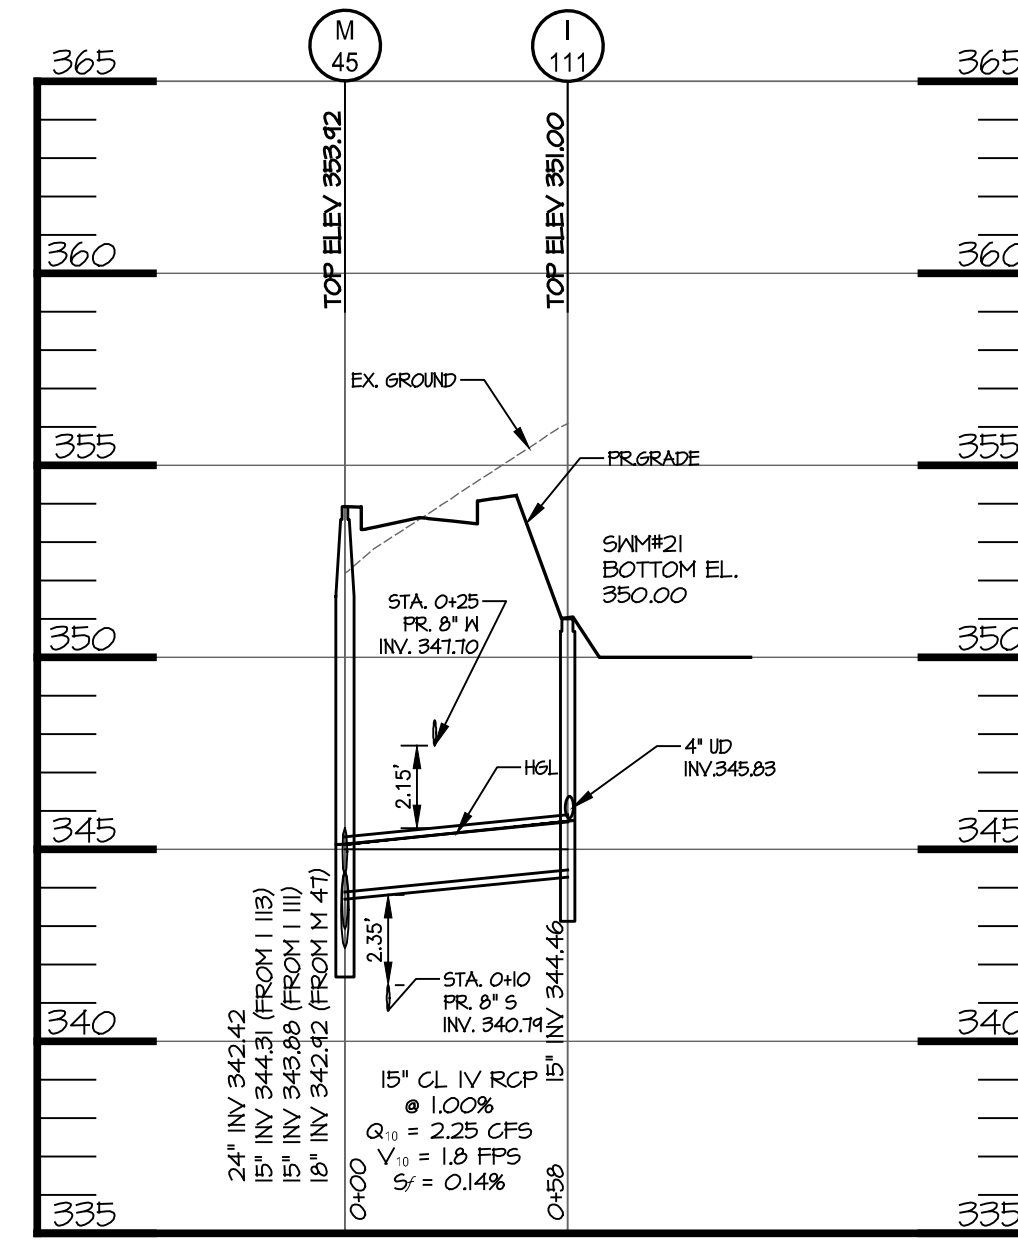 M
45
I
111
365
365
TOP ELEV 353.92
TOP ELEV 351.00
360
360
EX. GROUND
355
355
PR.GRADE
SWM#21
BOTTOM EL.
350.00
STA. 0+25
PR. 8" W
INV. 347.70
350
350
4" UD
INV.345.83
HGL
2.15'
345
345
2.35'
STA. 0+10
PR. 8" S
INV. 340.79
340
340
24" INV 342.42
15" INV 344.31 (FROM I 113)
15" INV 343.88 (FROM I 111)
18" INV 342.92 (FROM M 47)
15" INV 344.46
15" CL IV RCP
@ 1.00%
Q10 = 2.25 CFS
V10 = 1.8 FPS
Sf = 0.14%
0+00
0+58
335
335